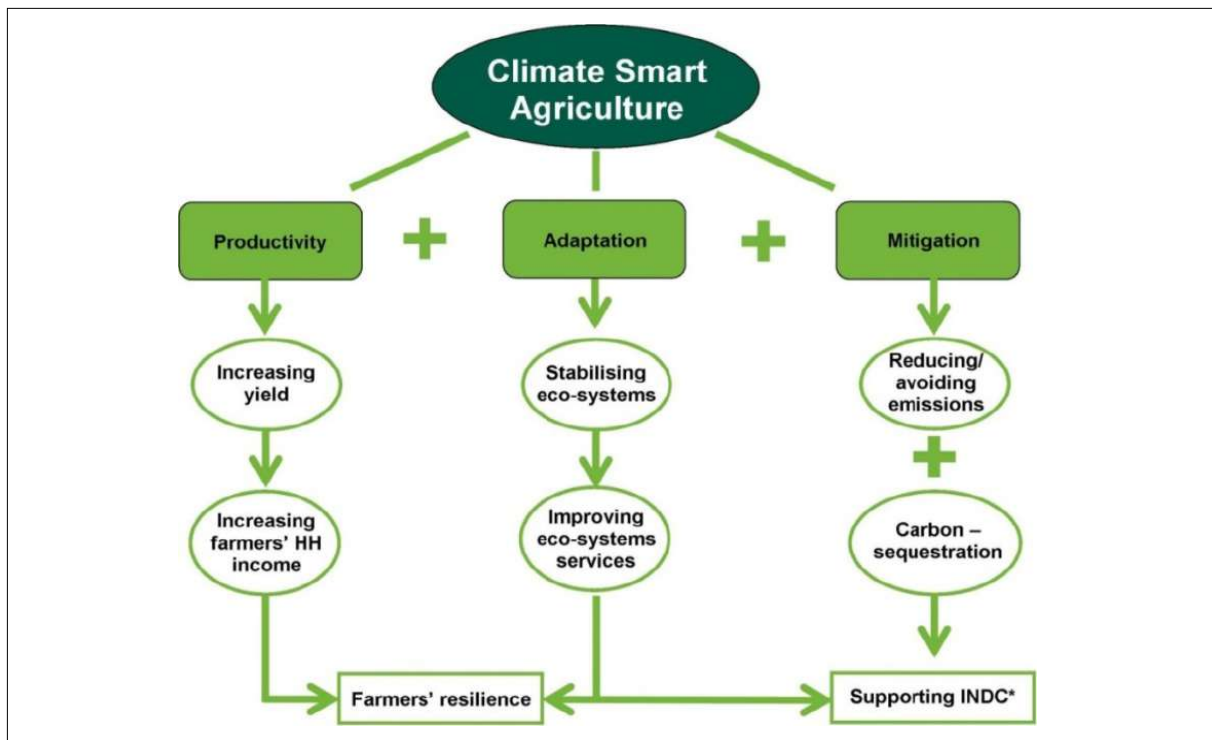 Climate Smart
Agriculture
Productivity
Adaptation
Mitigation
Increasing
yield
Stabilising
eco-systems
Reducing/
avoiding
emissions
Increasing
farmers' HH
income
Improving
eco-systems
services
Carbon –
sequestration
Farmers' resilience
Supporting INDC*